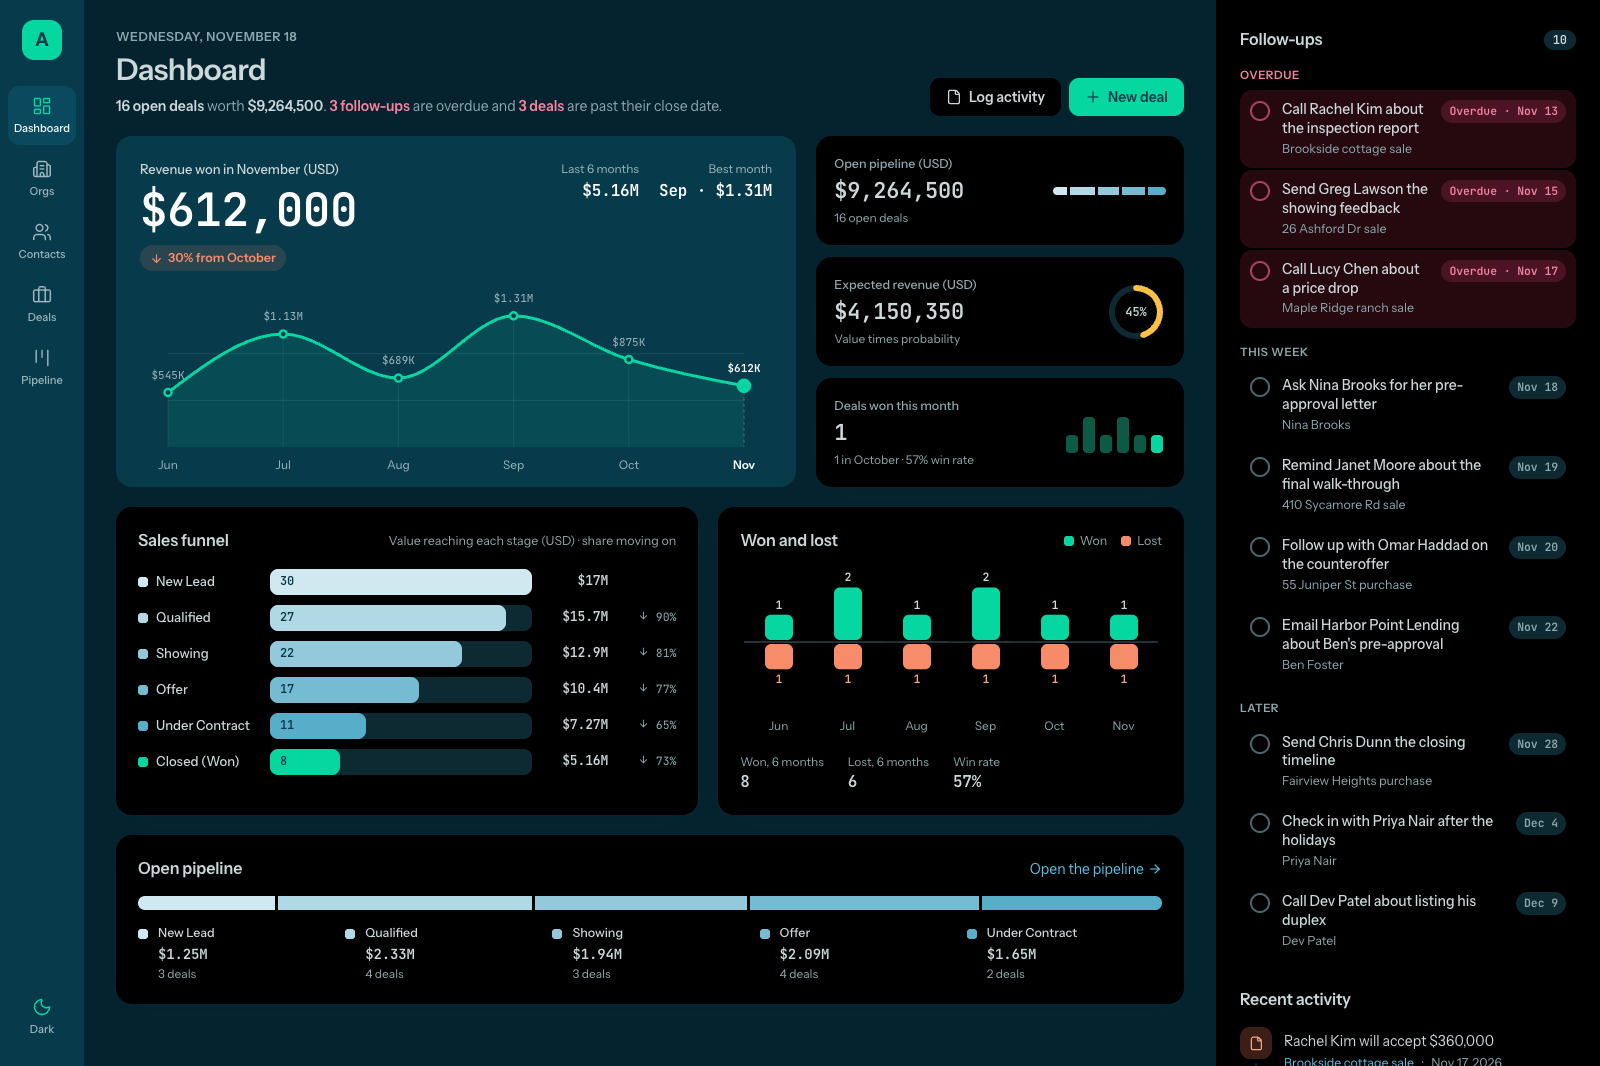 A
Dashboard
Orgs
Contacts
Deals
Pipeline
Dark
WEDNESDAY, NOVEMBER 18
Dashboard
16 open deals worth $9,264,500. 3 follow-ups are overdue and 3 deals are past their close date.
Log activity
New deal
Revenue won in November (USD)
$612,000
↓ 30% from October
Last 6 months
$5.16M
Best month
Sep · $1.31M
$545K
$1.13M
$689K
$1.31M
$875K
$612K
Jun
Jul
Aug
Sep
Oct
Nov
Open pipeline (USD)
$9,264,500
16 open deals
Expected revenue (USD)
$4,150,350
Value times probability
45%
Deals won this month
1
1 in October · 57% win rate
Sales funnel
Value reaching each stage (USD) · share moving on
New Lead
30
$17M
Qualified
27
$15.7M
↓ 90%
Showing
22
$12.9M
↓ 81%
Offer
17
$10.4M
↓ 77%
Under Contract
11
$7.27M
↓ 65%
Closed (Won)
8
$5.16M
↓ 73%
Won and lost
Won
Lost
1
2
1
2
1
1
1
1
1
1
1
1
Jun
Jul
Aug
Sep
Oct
Nov
Won, 6 months
8
Lost, 6 months
6
Win rate
57%
Open pipeline
Open the pipeline →
New Lead
$1.25M
3 deals
Qualified
$2.33M
4 deals
Showing
$1.94M
3 deals
Offer
$2.09M
4 deals
Under Contract
$1.65M
2 deals
Follow-ups
10
OVERDUE
Call Rachel Kim about
the inspection report
Brookside cottage sale
Overdue · Nov 13
Send Greg Lawson the
showing feedback
26 Ashford Dr sale
Overdue · Nov 15
Call Lucy Chen about
a price drop
Maple Ridge ranch sale
Overdue · Nov 17
THIS WEEK
Ask Nina Brooks for her pre-
approval letter
Nina Brooks
Nov 18
Remind Janet Moore about the
final walk-through
410 Sycamore Rd sale
Nov 19
Follow up with Omar Haddad on
the counteroffer
55 Juniper St purchase
Nov 20
Email Harbor Point Lending
about Ben's pre-approval
Ben Foster
Nov 22
LATER
Send Chris Dunn the closing
timeline
Fairview Heights purchase
Nov 28
Check in with Priya Nair after the
holidays
Priya Nair
Dec 4
Call Dev Patel about listing his
duplex
Dev Patel
Dec 9
Recent activity
Rachel Kim will accept $360,000
Brookside cottage sale · Nov 17, 2026